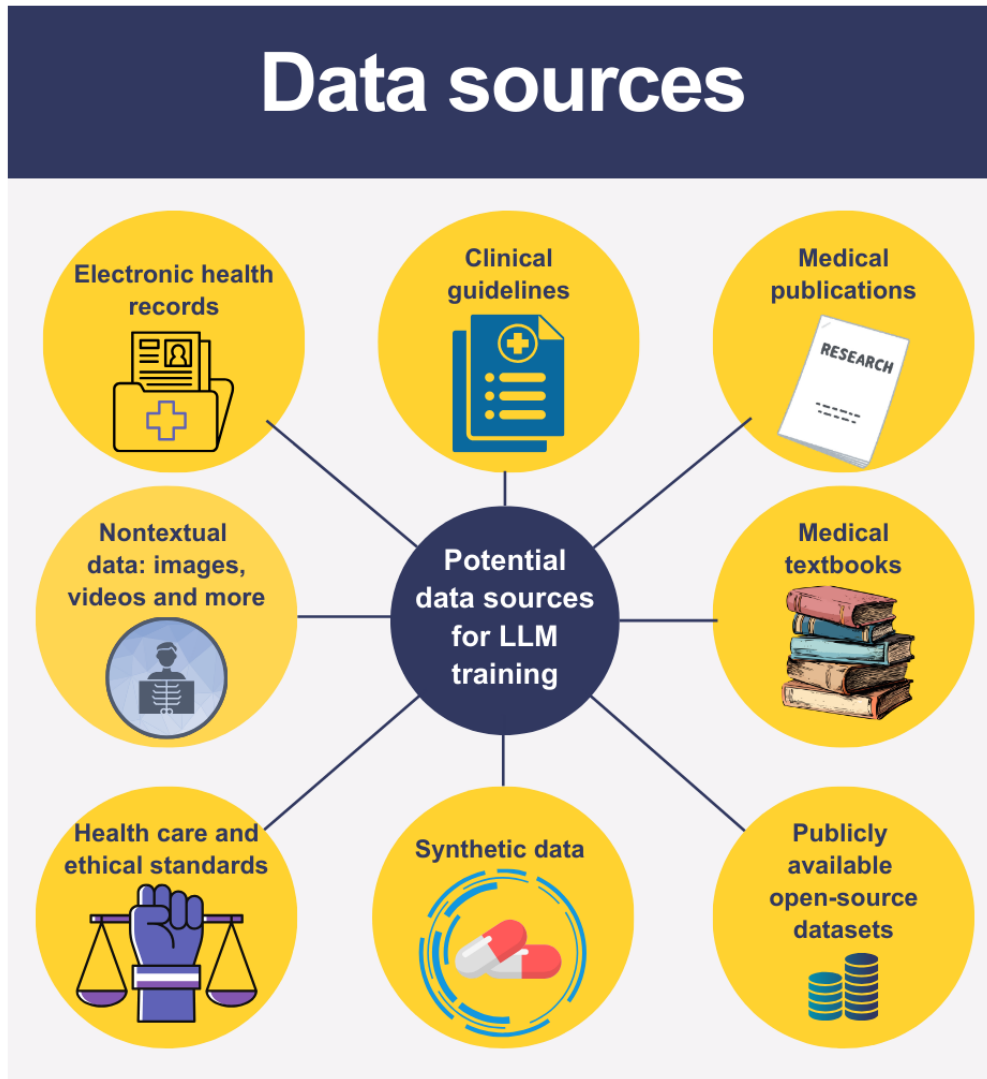 Data sources
Electronic health
records
Clinical
guidelines
Medical
publications
RESEARCH
Nontextual
data: images,
videos and more
Potential
data sources
for LLM
training
Medical
textbooks
Health care and
ethical standards
Synthetic data
Publicly
available
open-source
datasets